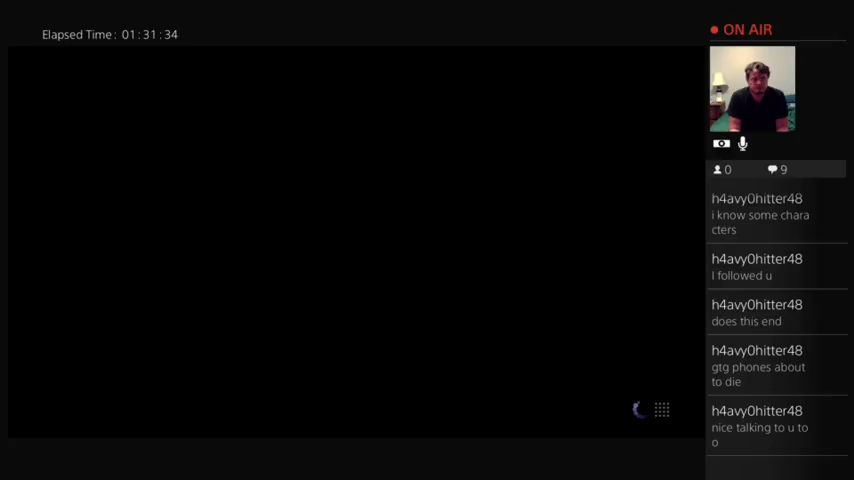 Elapsed Time: 01:31:34
ON AIR
0 9
h4avy0hitter48
i know some chara
cters
h4avy0hitter48
I followed u
h4avy0hitter48
does this end
h4avy0hitter48
gtg phones about
to die
h4avy0hitter48
nice talking to u to
o